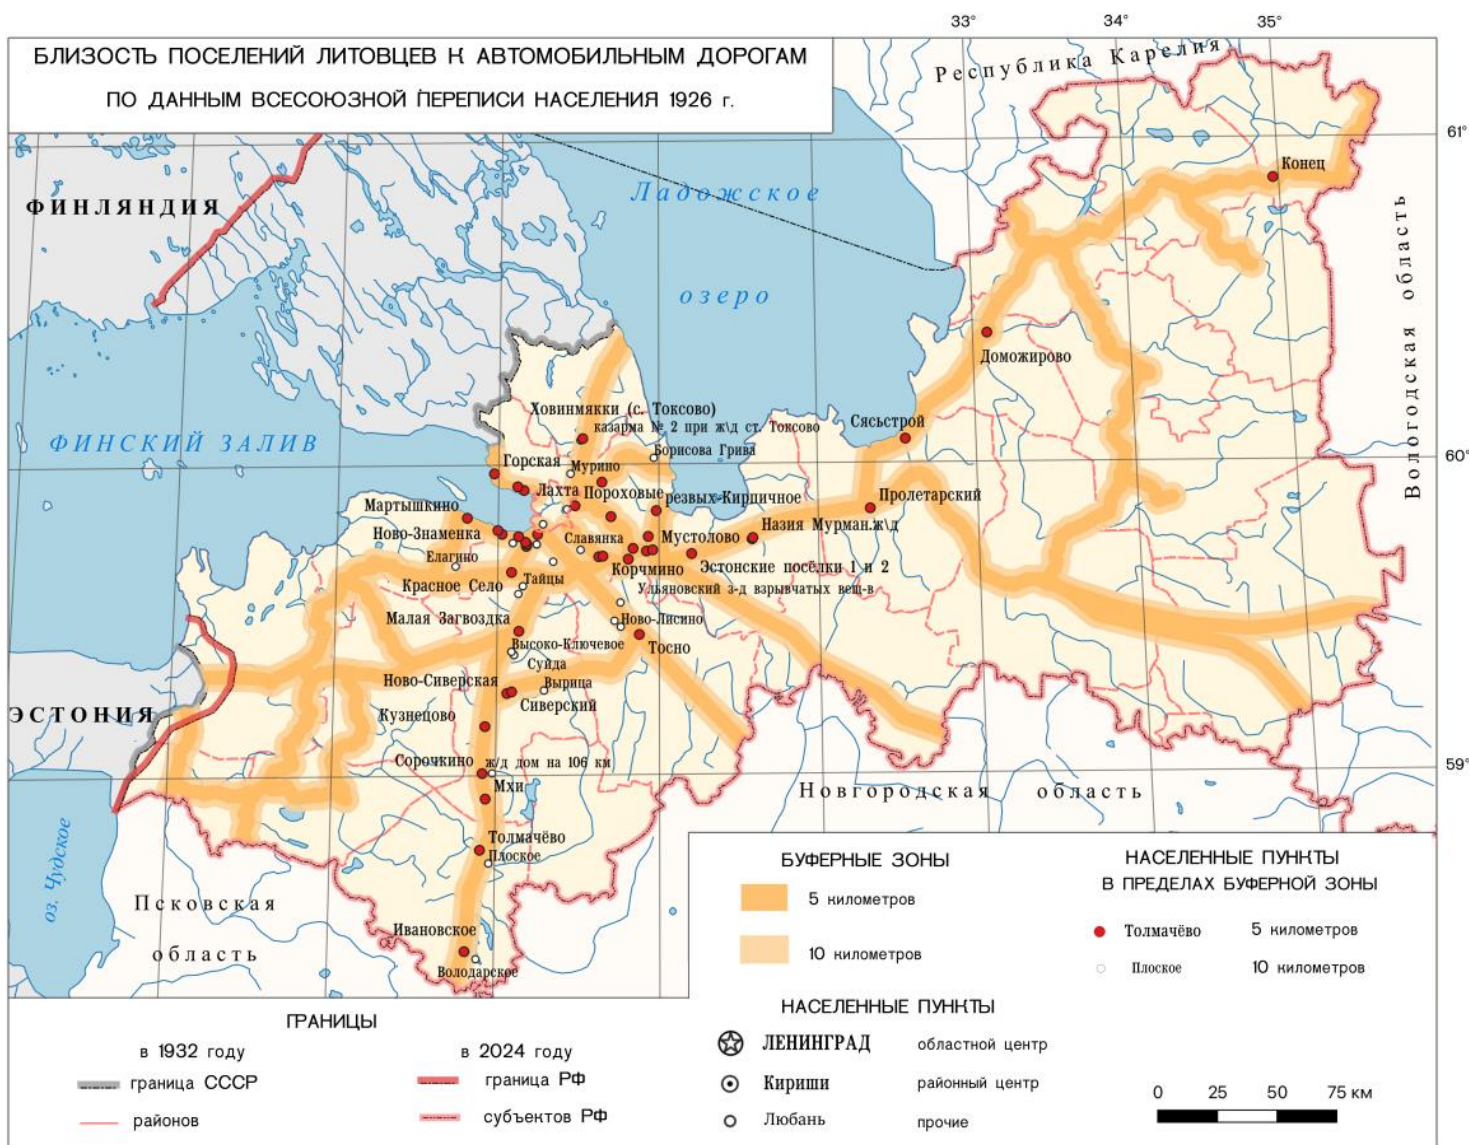 33°
34°
35°
БЛИЗОСТЬ ПОСЕЛЕНИЙ ЛИТОВЦЕВ К АВТОМОБИЛЬНЫМ ДОРОГАМ
ПО ДАННЫМ ВСЕСОЮЗНОЙ ПЕРЕПИСИ НАСЕЛЕНИЯ 1926 г.
Республика Карелия
61°
Конец
ФИНЛЯНДИЯ
Ладожское
озеро
Вологодская область
Доможирово
Ховинмякки (с. Токсово)
казарма № 2 при ж\д ст. Токсово
Сясьстрой
ФИНСКИЙ ЗАЛИВ
Борисова Грива
60°
Горская
Мурино
Лахта
Пороховые
резвых-Кирпичное
Пролетарский
Мартышкино
Назия Мурман.ж\д
Ново-Знаменка
Славянка
Мустолово
Елагино
Корчмино
Эстонские посёлки 1 и 2
Красное Село
Тайцы
Ульяновский з-д взрывчатых вещ-в
Малая Загвоздка
Ново-Лисино
Высоко-Ключевое
Тосно
Суйда
Ново-Сиверская
Вырица
Сиверский
ЭСТОНИЯ
Кузнецово
Сорочкино
ж/д дом на 106 км
59°
Мхи
Новгородская область
Толмачёво
Плоское
оз. Чудское
Псковская
область
Ивановское
Володарское
БУФЕРНЫЕ ЗОНЫ
5 километров
10 километров
НАСЕЛЕННЫЕ ПУНКТЫ
В ПРЕДЕЛАХ БУФЕРНОЙ ЗОНЫ
Толмачёво 5 километров
Плоское 10 километров
ГРАНИЦЫ
в 1932 году
граница СССР
районов
в 2024 году
граница РФ
субъектов РФ
НАСЕЛЕННЫЕ ПУНКТЫ
ЛЕНИНГРАД областной центр
Кириши районный центр
Любань прочие
0 25 50 75 км